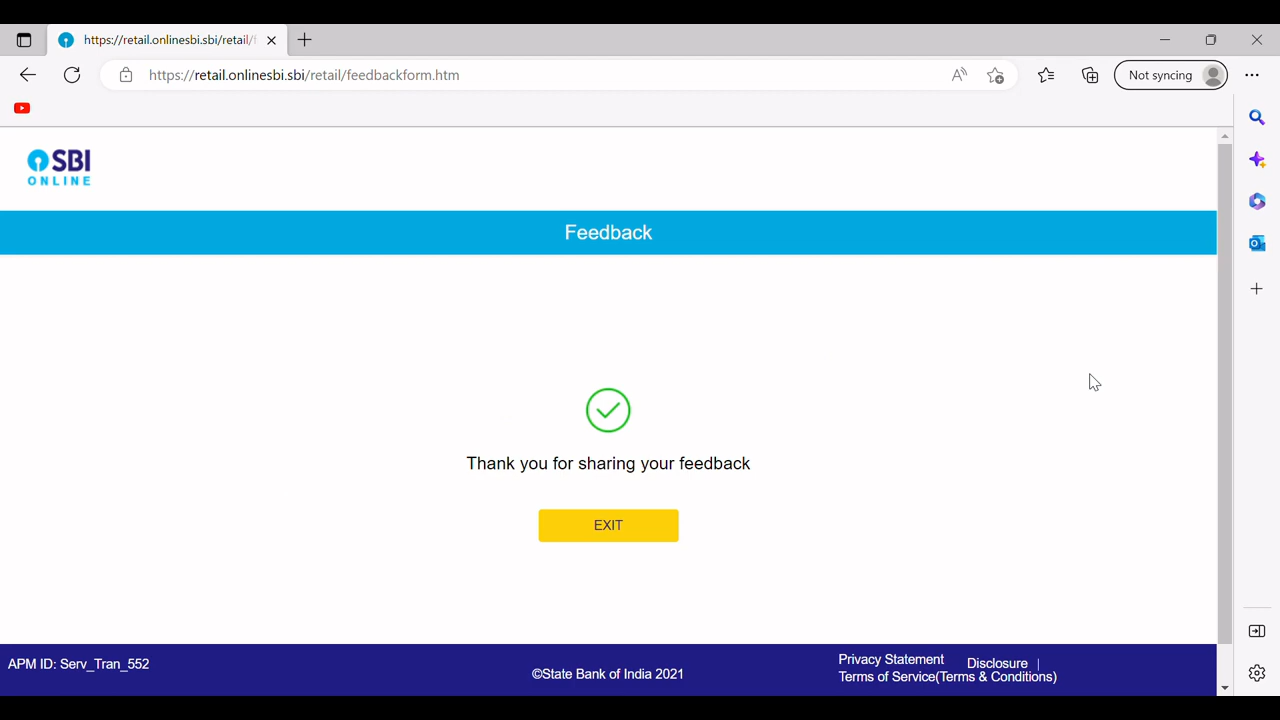 https://retail.onlinesbi.sbi/retail/f
https://retail.onlinesbi.sbi/retail/feedbackform.htm
Not syncing
SBI
ONLINE
Feedback
Thank you for sharing your feedback
EXIT
APM ID: Serv_Tran_552
©State Bank of India 2021
Privacy Statement Disclosure |
Terms of Service(Terms & Conditions)